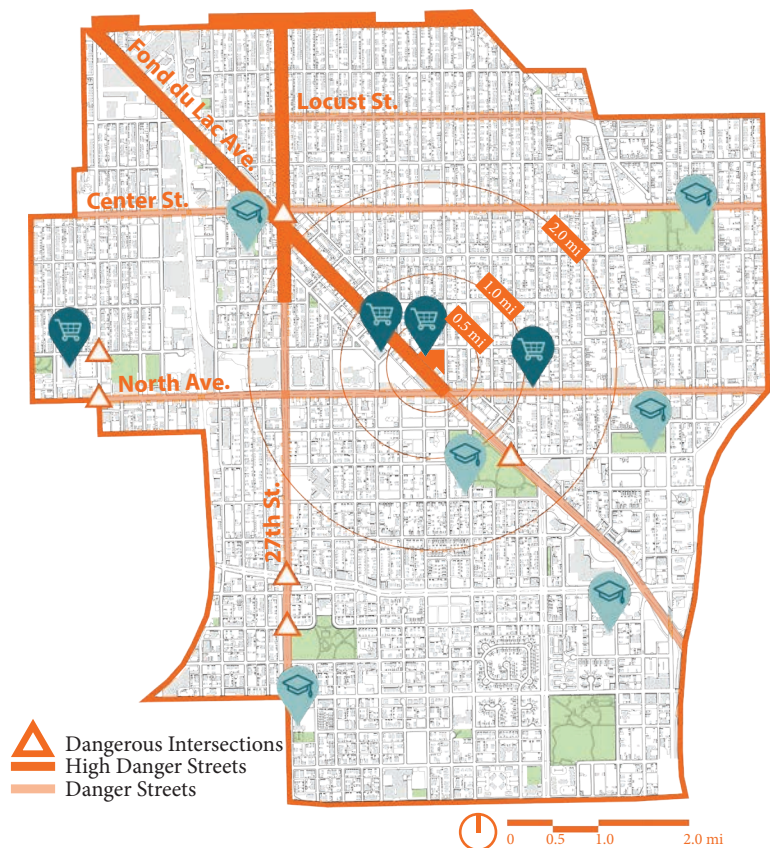 Fond du Lac Ave.
Locust St.
Center St.
2.0 mi
1.0 mi
0.5 mi
North Ave.
27th St.
Dangerous Intersections
High Danger Streets
Danger Streets
0 0.5 1.0 2.0 mi